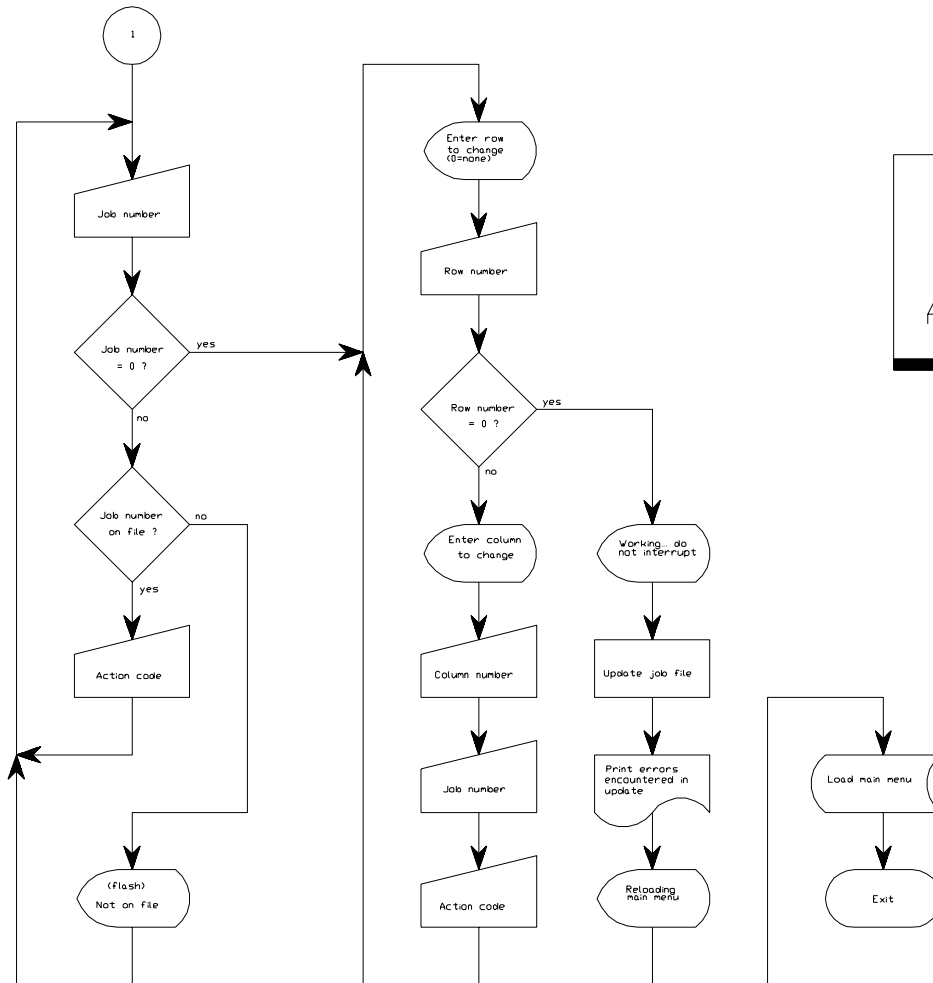 1
Job number
Job number
= 0 ?
yes
no
Job number
on file ?
no
yes
Action code
(flash)
Not on file
Enter row
to change
(0=none)
Row number
Row number
= 0 ?
yes
no
Enter column
to change
Column number
Job number
Action code
Working... do
not interrupt
Update job file
Print errors
encountered in
update
Reloading
main menu
Load main menu
Exit